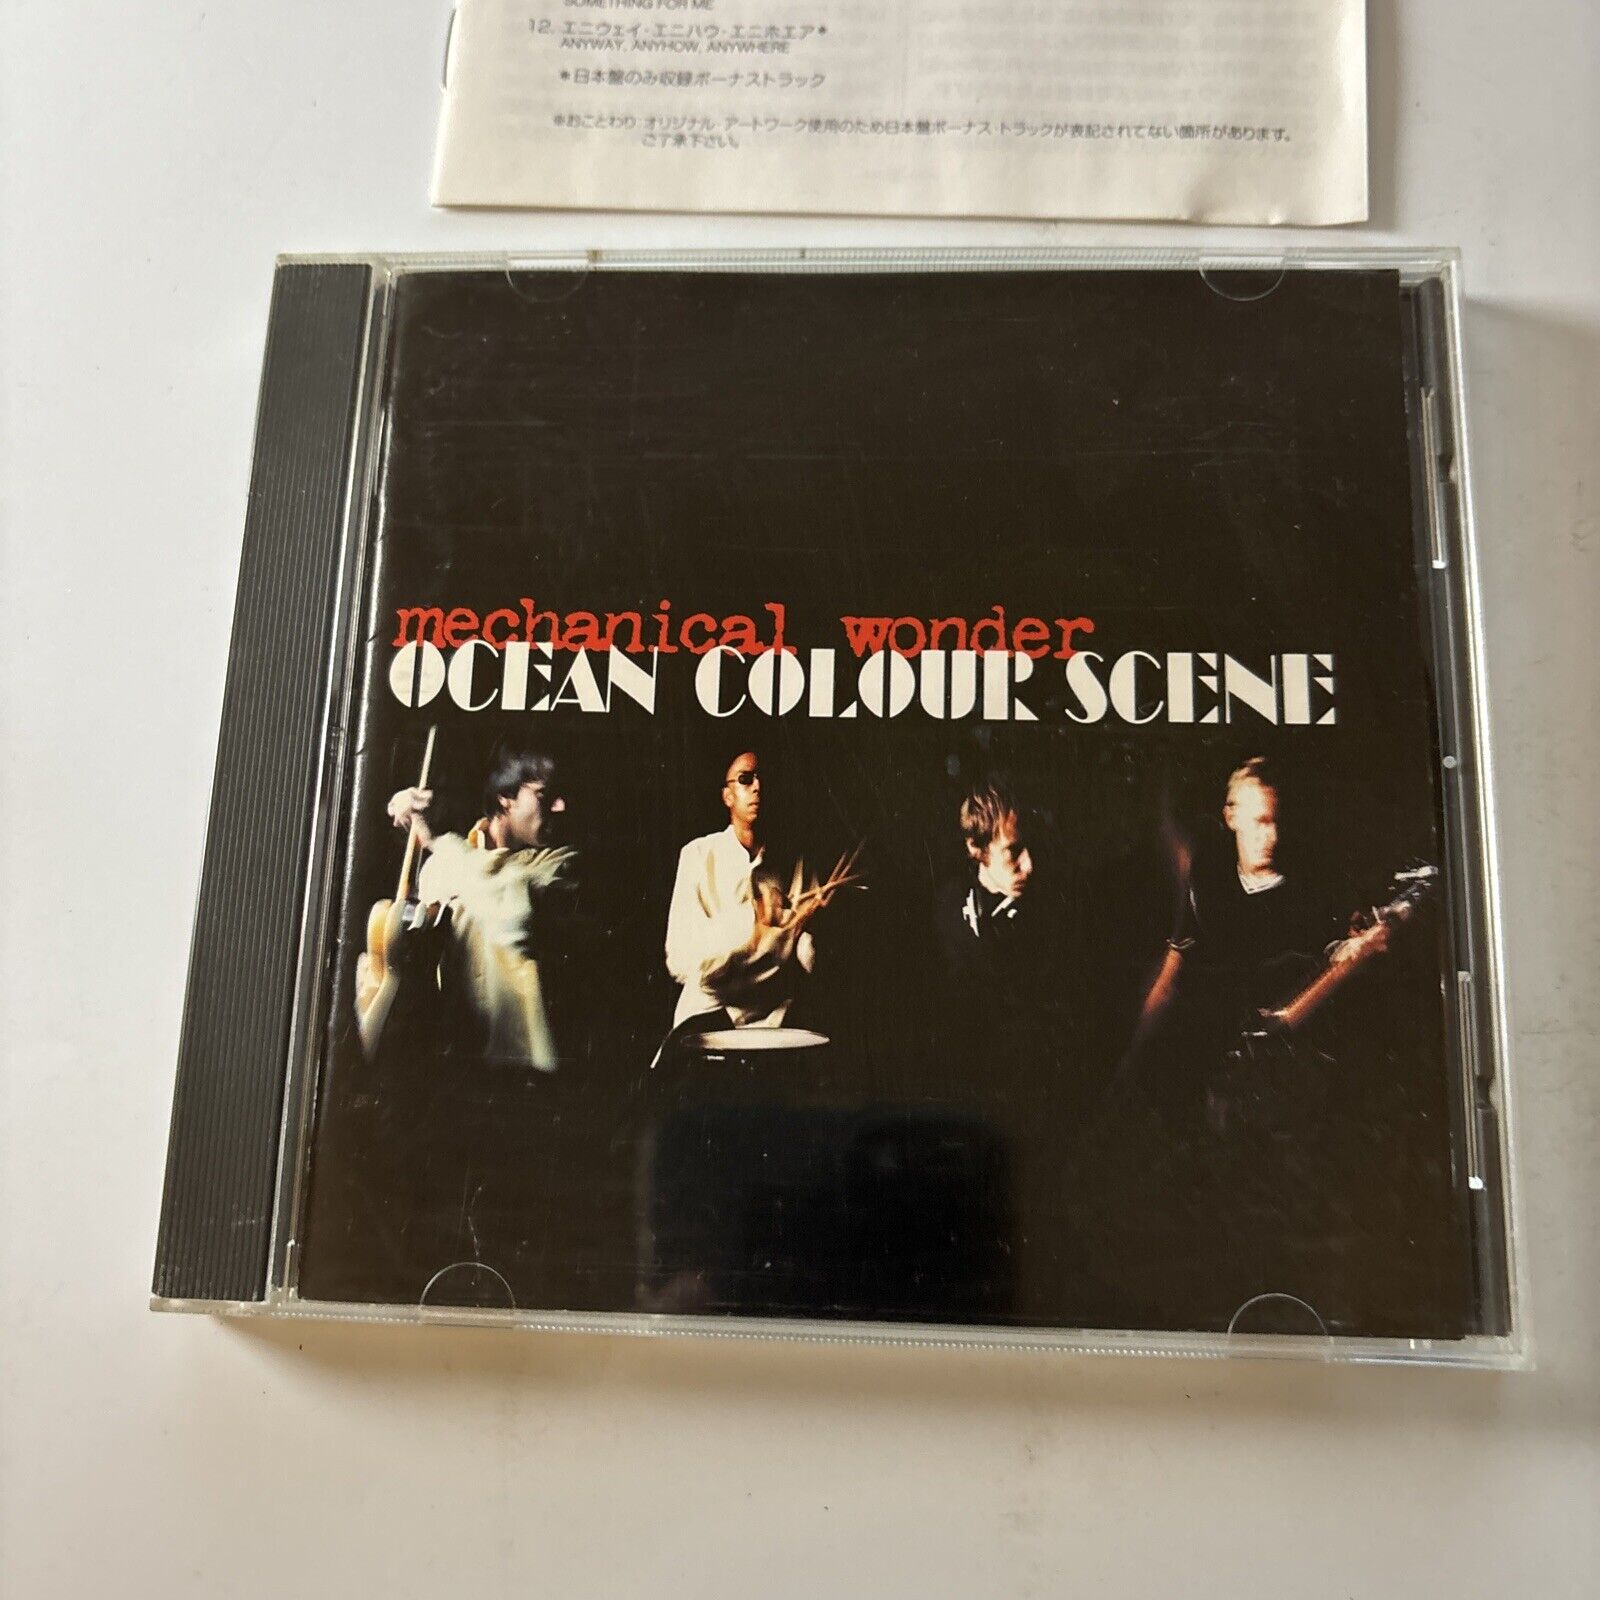 SOMETHING FOR ME
12. エニウェイ・エニハウ・エニホエア*
ANYWAY, ANYHOW, ANYWHERE
*日本盤のみ収録ボーナストラック
※おことわり:オリジナル・アートワーク使用のため日本盤ボーナス・トラックが表記されてない箇所があります。
ご了承下さい。
mechanical wonder
OCEAN COLOUR SCENE